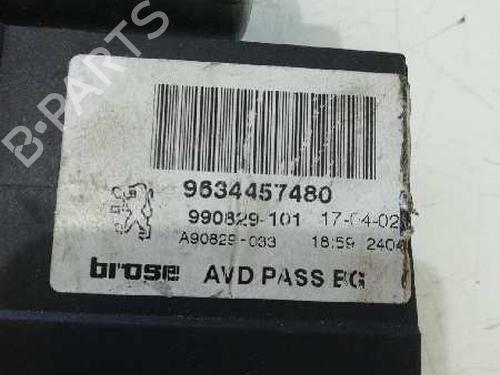 B-PARTS
9634457480
990829-101 17-04-02
A90829-033 18:59 2404
brose AVD PASS BG